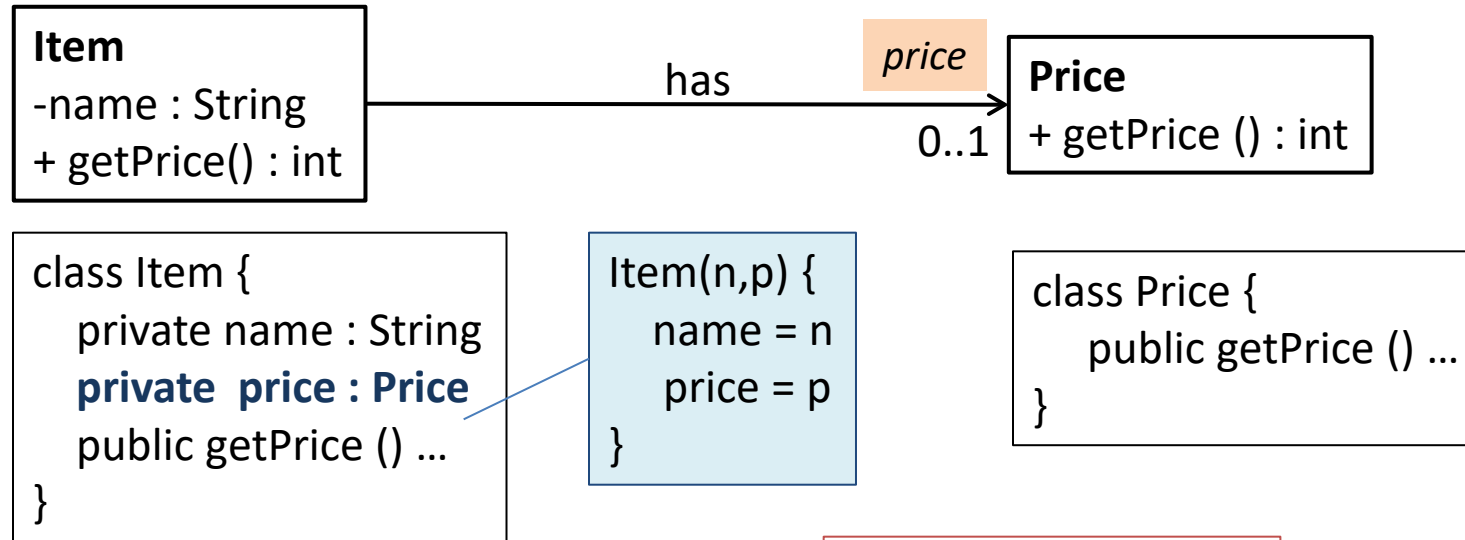 Item
-name : String
+ getPrice() : int
has
price
0..1
Price
+ getPrice () : int
class Item {
private name : String
private price : Price
public getPrice () ...
}
Item(n,p) {
name = n
price = p
}
class Price {
public getPrice () ...
}